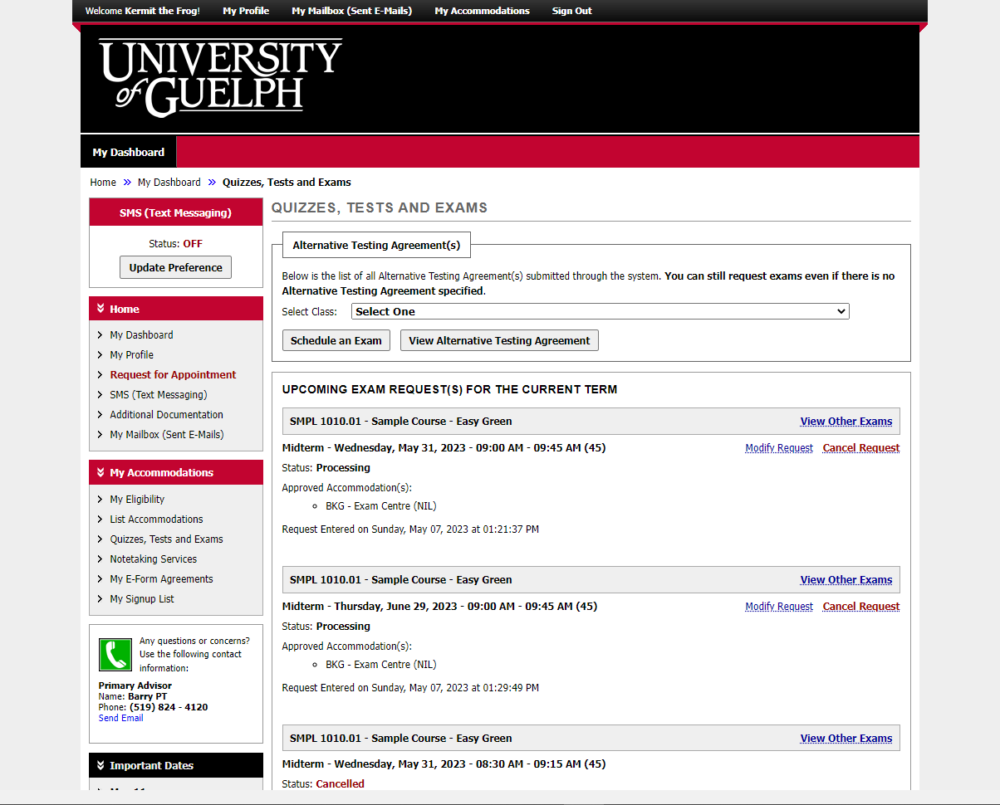 Welcome Kermit the Frog! My Profile My Mailbox (Sent E-Mails) My Accommodations Sign Out
UNIVERSITY
of GUELPH
My Dashboard
Home » My Dashboard » Quizzes, Tests and Exams
SMS (Text Messaging)
Status: OFF
Update Preference
Home
My Dashboard
My Profile
Request for Appointment
SMS (Text Messaging)
Additional Documentation
My Mailbox (Sent E-Mails)
My Accommodations
My Eligibility
List Accommodations
Quizzes, Tests and Exams
Notetaking Services
My E-Form Agreements
My Signup List
Any questions or concerns?
Use the following contact
information:
Primary Advisor
Name: Barry PT
Phone: (519) 824 - 4120
Send Email
Important Dates
QUIZZES, TESTS AND EXAMS
Alternative Testing Agreement(s)
Below is the list of all Alternative Testing Agreement(s) submitted through the system. You can still request exams even if there is no
Alternative Testing Agreement specified.
Select Class: Select One
Schedule an Exam View Alternative Testing Agreement
UPCOMING EXAM REQUEST(S) FOR THE CURRENT TERM
SMPL 1010.01 - Sample Course - Easy Green View Other Exams
Midterm - Wednesday, May 31, 2023 - 09:00 AM - 09:45 AM (45) Modify Request Cancel Request
Status: Processing
Approved Accommodation(s):
BKG - Exam Centre (NIL)
Request Entered on Sunday, May 07, 2023 at 01:21:37 PM
SMPL 1010.01 - Sample Course - Easy Green View Other Exams
Midterm - Thursday, June 29, 2023 - 09:00 AM - 09:45 AM (45) Modify Request Cancel Request
Status: Processing
Approved Accommodation(s):
BKG - Exam Centre (NIL)
Request Entered on Sunday, May 07, 2023 at 01:29:49 PM
SMPL 1010.01 - Sample Course - Easy Green View Other Exams
Midterm - Wednesday, May 31, 2023 - 08:30 AM - 09:15 AM (45)
Status: Cancelled